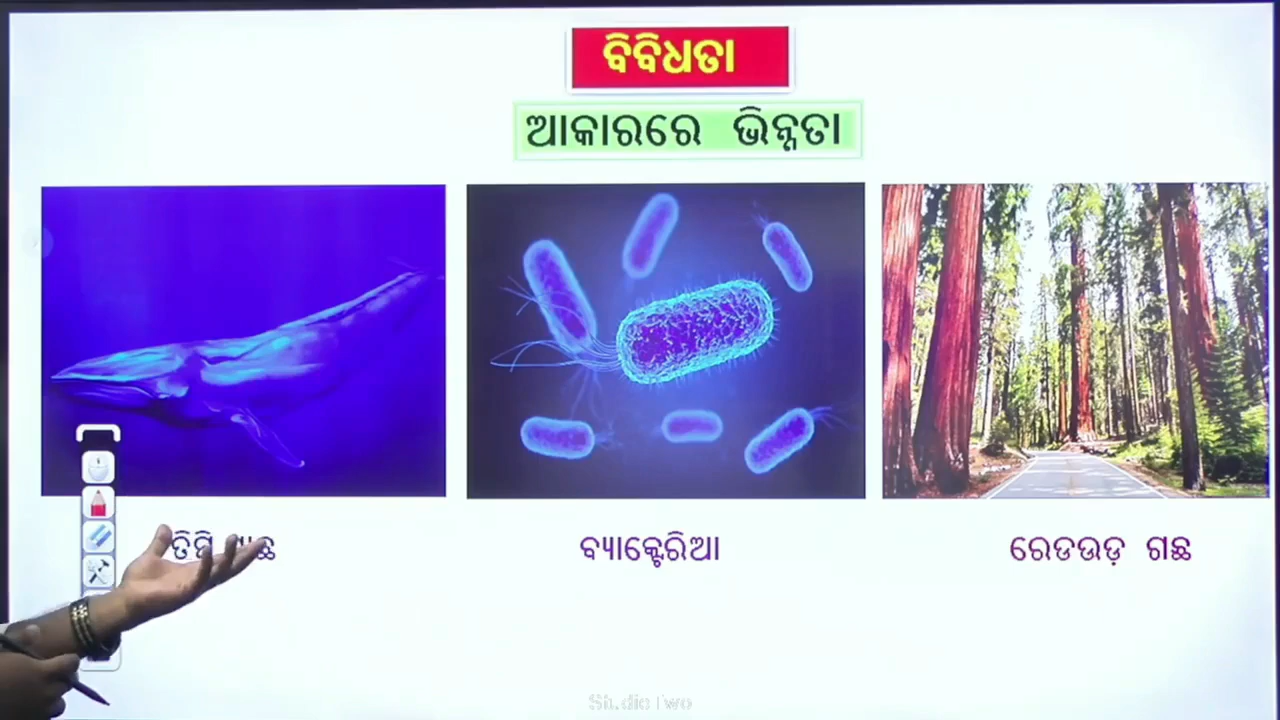 ବିବିଧତା
ଆକାରରେ ଭିନ୍ନତା
ବ୍ୟାକ୍ଟେରିଆ
ରେଡଉଡ଼ ଗଛ